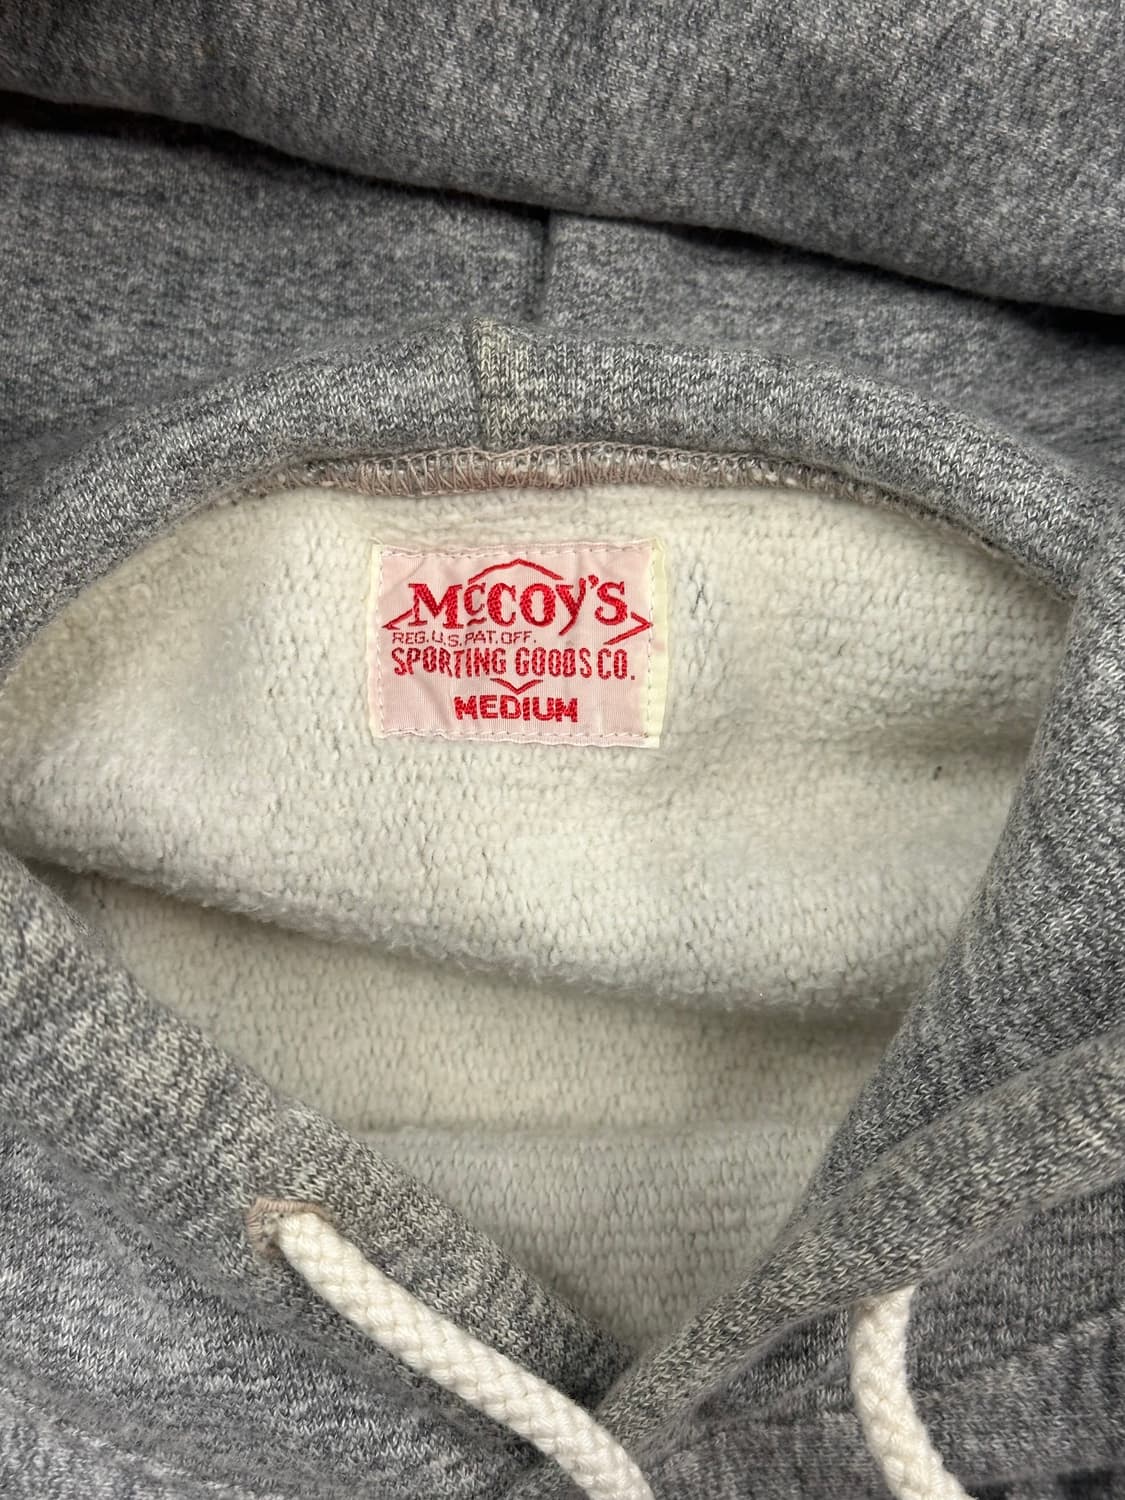 McCOY'S
REG. U.S. PAT. OFF.
SPORTING GOODS CO.
MEDIUM